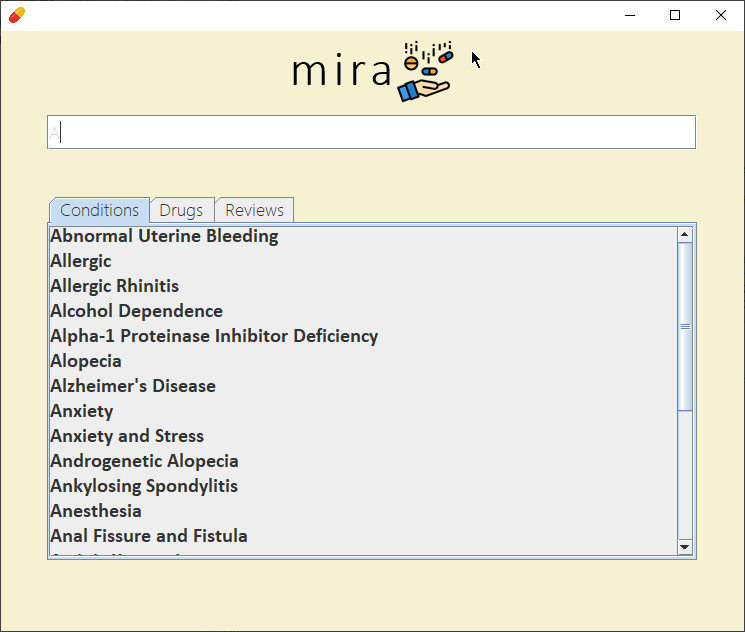 mira
A
Conditions Drugs Reviews
Abnormal Uterine Bleeding
Allergic
Allergic Rhinitis
Alcohol Dependence
Alpha-1 Proteinase Inhibitor Deficiency
Alopecia
Alzheimer's Disease
Anxiety
Anxiety and Stress
Androgenetic Alopecia
Ankylosing Spondylitis
Anesthesia
Anal Fissure and Fistula